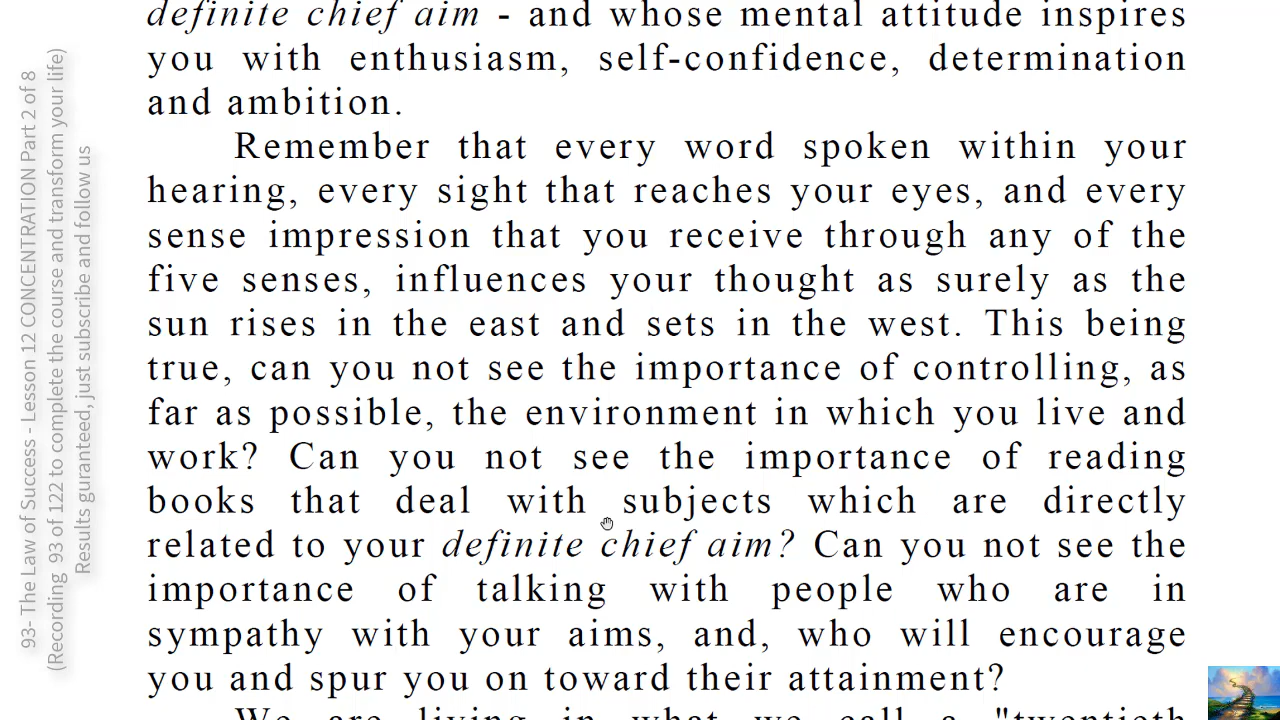 definite chief aim - and whose mental attitude inspires
you with enthusiasm, self-confidence, determination
and ambition.
Remember that every word spoken within your
hearing, every sight that reaches your eyes, and every
sense impression that you receive through any of the
five senses, influences your thought as surely as the
sun rises in the east and sets in the west. This being
true, can you not see the importance of controlling, as
far as possible, the environment in which you live and
work? Can you not see the importance of reading
books that deal with subjects which are directly
related to your definite chief aim? Can you not see the
importance of talking with people who are in
sympathy with your aims, and, who will encourage
you and spur you on toward their attainment?
We are living in what we call a "twentieth
93- The Law of Success - Lesson 12 CONCENTRATION Part 2 of 8
(Recording 93 of 122 to complete the course and transform your life)
Results guranteed, just subscribe and follow us